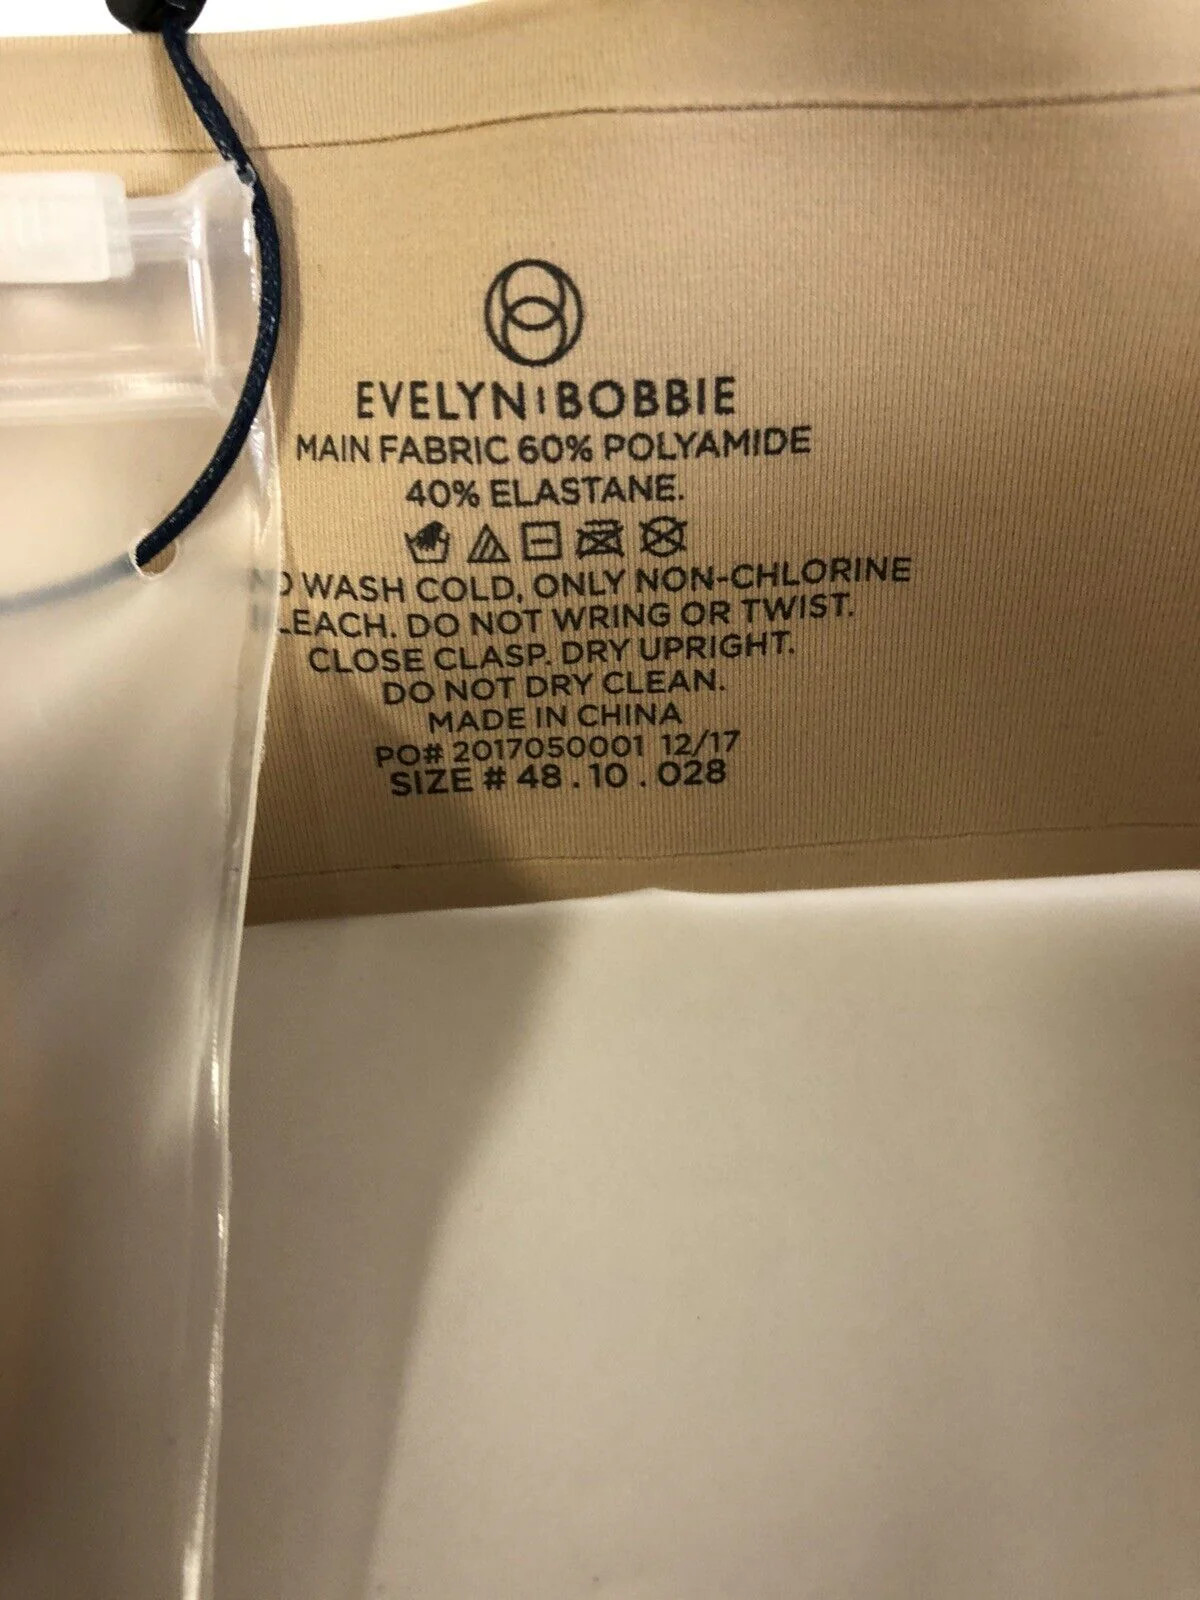 EVELYN BOBBIE
MAIN FABRIC 60% POLYAMIDE
40% ELASTANE.
WASH COLD, ONLY NON-CHLORINE
LEACH. DO NOT WRING OR TWIST.
CLOSE CLASP. DRY UPRIGHT.
DO NOT DRY CLEAN.
MADE IN CHINA
PO# 2017050001 12/17
SIZE # 48 . 10 . 028